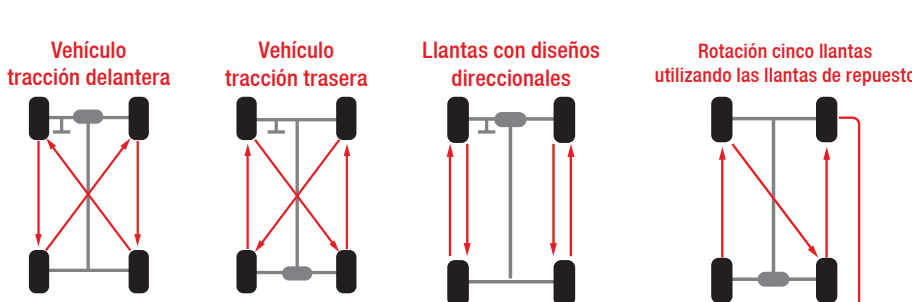 Vehículo
tracción delantera
Vehículo
tracción trasera
Llantas con diseños
direccionales
Rotación cinco llantas
utilizando las llantas de repuesto